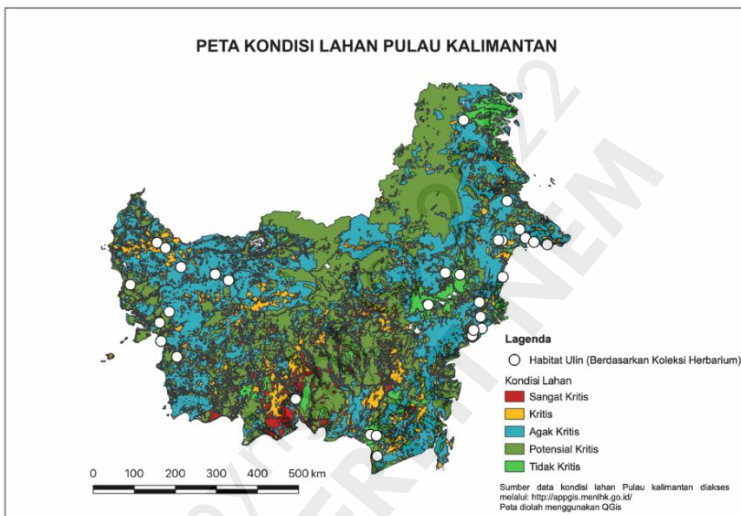 PETA KONDISI LAHAN PULAU KALIMANTAN
Lagenda
Habitat Ulin (Berdasarkan Koleksi Herbarium)
Kondisi Lahan
Sangat Kritis
Kritis
Agak Kritis
Potensial Kritis
Tidak Kritis
0 100 200 300 400 500 km
Sumber data kondisi lahan Pulau kalimantan diakses
melalui: http://appgis.menlhk.go.id/
Peta diolah menggunakan QGis